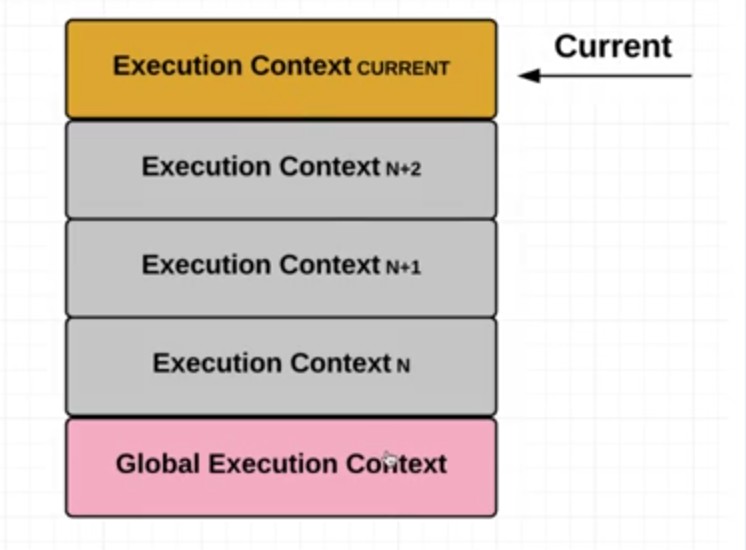 Execution Context CURRENT
Current
Execution Context N+2
Execution Context N+1
Execution Context N
Global Execution Context